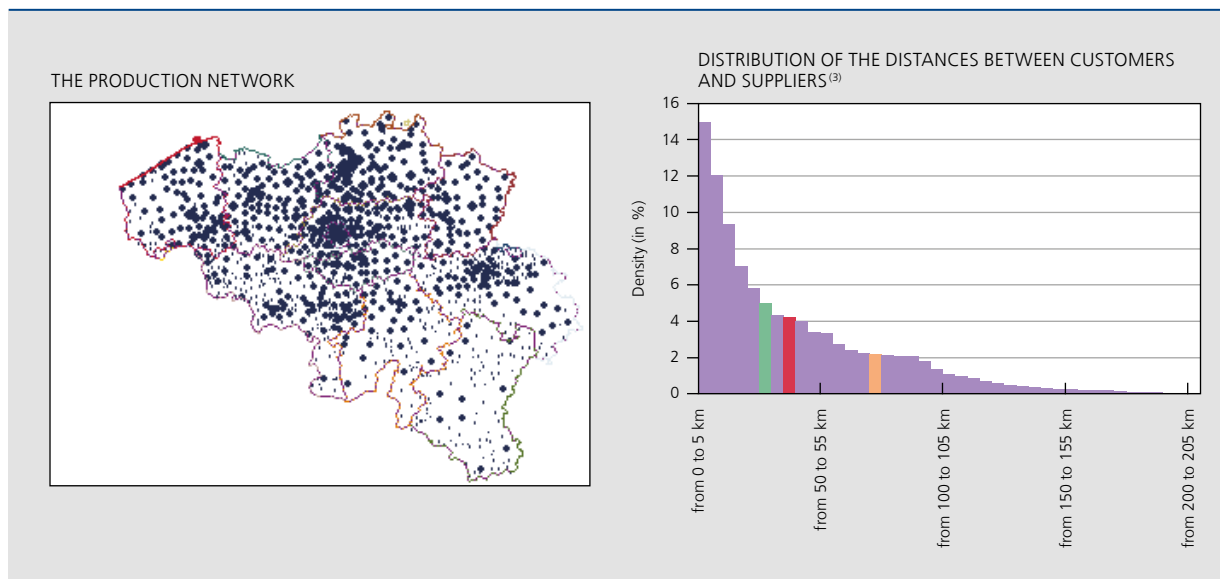 THE PRODUCTION NETWORK
DISTRIBUTION OF THE DISTANCES BETWEEN CUSTOMERS
AND SUPPLIERS(3)
Density (in %)
16
14
12
10
8
6
4
2
0
from 0 to 5 km
from 50 to 55 km
from 100 to 105 km
from 150 to 155 km
from 200 to 205 km